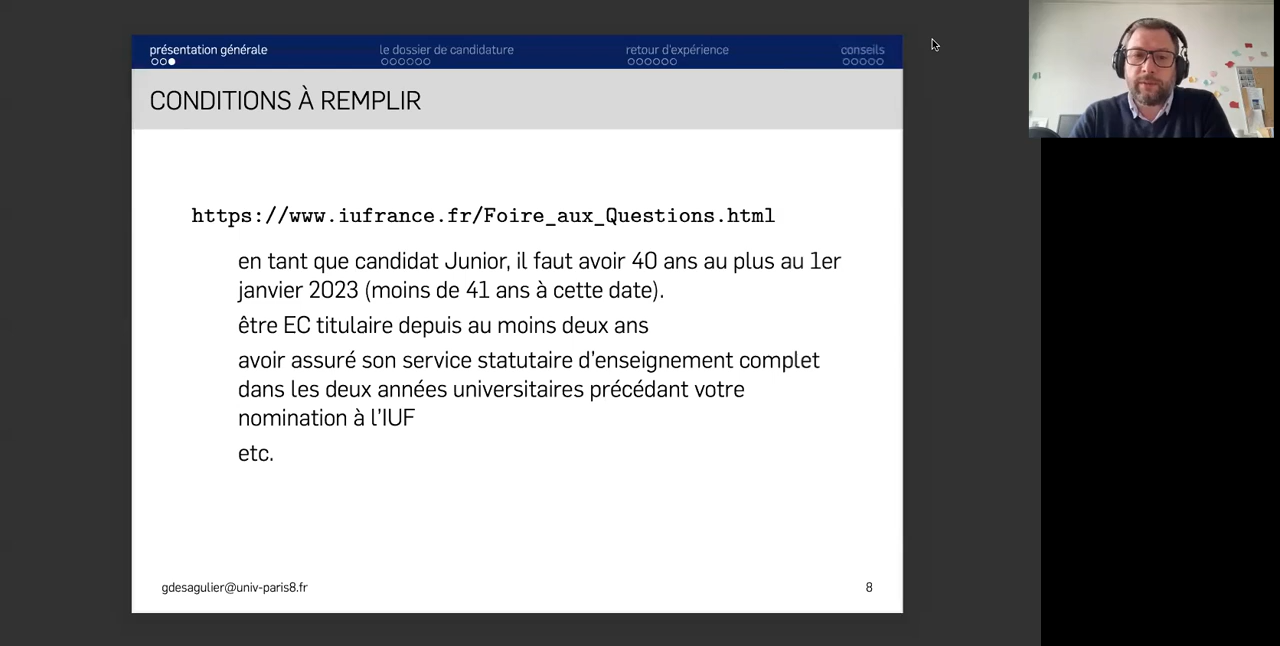 présentation générale le dossier de candidature retour d'expérience conseils
CONDITIONS À REMPLIR
https://www.iufrance.fr/Foire_aux_Questions.html
en tant que candidat Junior, il faut avoir 40 ans au plus au 1er
janvier 2023 (moins de 41 ans à cette date).
être EC titulaire depuis au moins deux ans
avoir assuré son service statutaire d'enseignement complet
dans les deux années universitaires précédant votre
nomination à l'IUF
etc.
gdesagulier@univ-paris8.fr 8